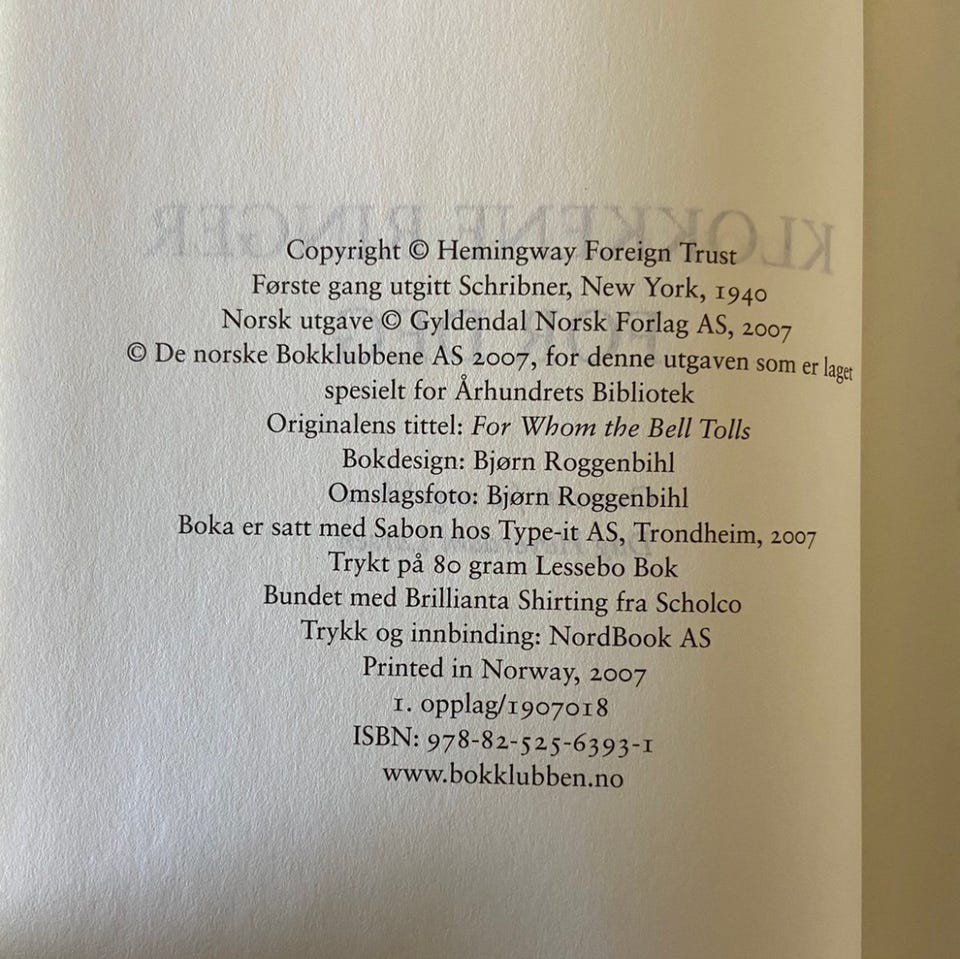 Copyright © Hemingway Foreign Trust
Første gang utgitt Schribner, New York, 1940
Norsk utgave © Gyldendal Norsk Forlag AS, 2007
© De norske Bokklubbene AS 2007, for denne utgaven som er laget
spesielt for Århundrets Bibliotek
Originalens tittel: For Whom the Bell Tolls
Bokdesign: Bjørn Roggenbihl
Omslagsfoto: Bjørn Roggenbihl
Boka er satt med Sabon hos Type-it AS, Trondheim, 2007
Trykt på 80 gram Lessebo Bok
Bundet med Brillianta Shirting fra Scholco
Trykk og innbinding: NordBook AS
Printed in Norway, 2007
1. opplag/1907018
ISBN: 978-82-525-6393-1
www.bokklubben.no